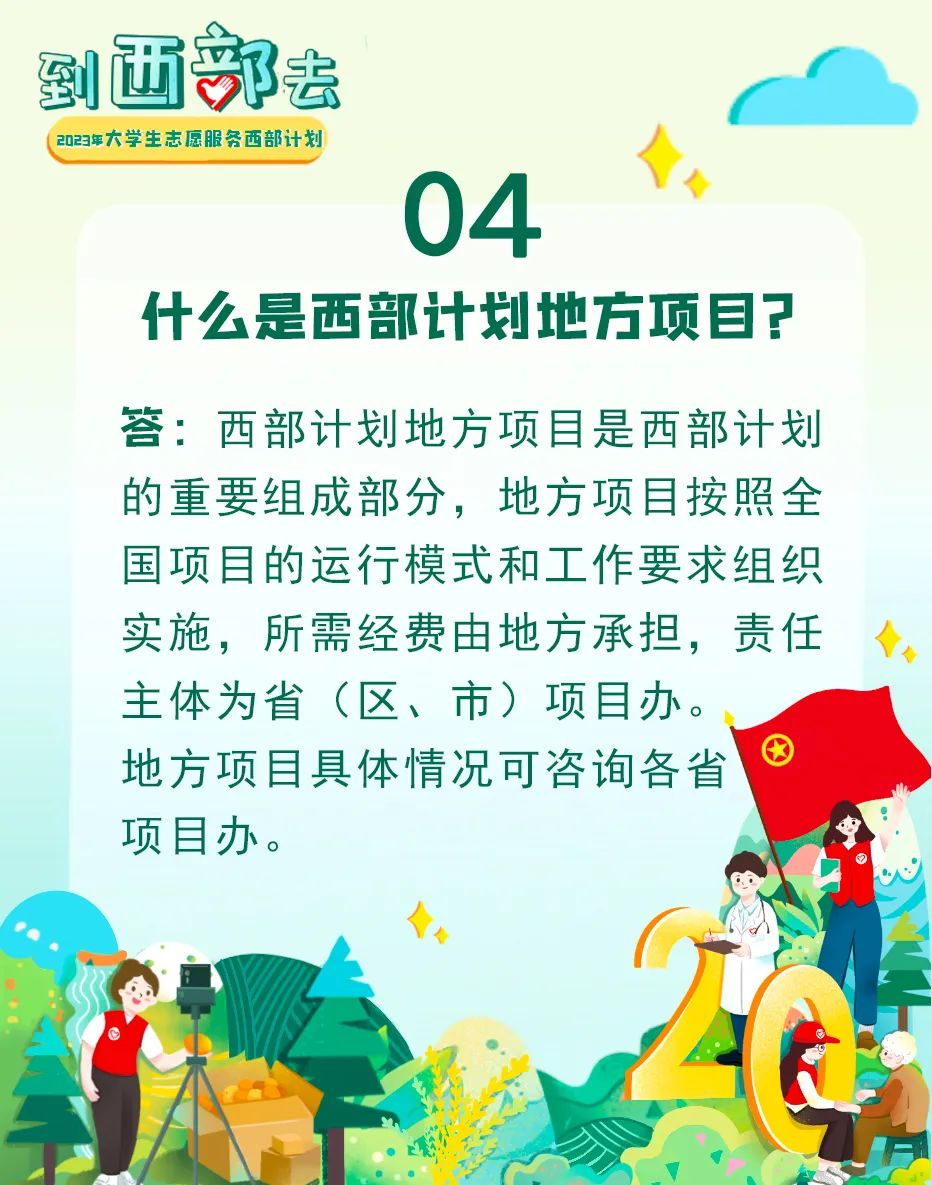 到西部去
2023年大学生志愿服务西部计划
04
什么是西部计划地方项目?
答：西部计划地方项目是西部计划
的重要组成部分，地方项目按照全
国项目的运行模式和工作要求组织
实施，所需经费由地方承担，责任
主体为省（区、市）项目办。
地方项目具体情况可咨询各省
项目办。
20